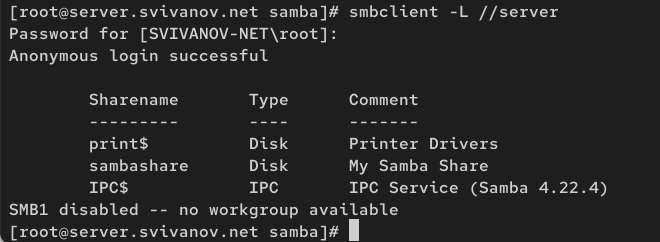 [root@server.svivanov.net samba]# smbclient -L //server
Password for [SVIVANOV-NET\root]:
Anonymous login successful

        Sharename       Type      Comment
        ---------       ----      -------
        print$          Disk      Printer Drivers
        sambashare      Disk      My Samba Share
        IPC$            IPC       IPC Service (Samba 4.22.4)
SMB1 disabled -- no workgroup available
[root@server.svivanov.net samba]#